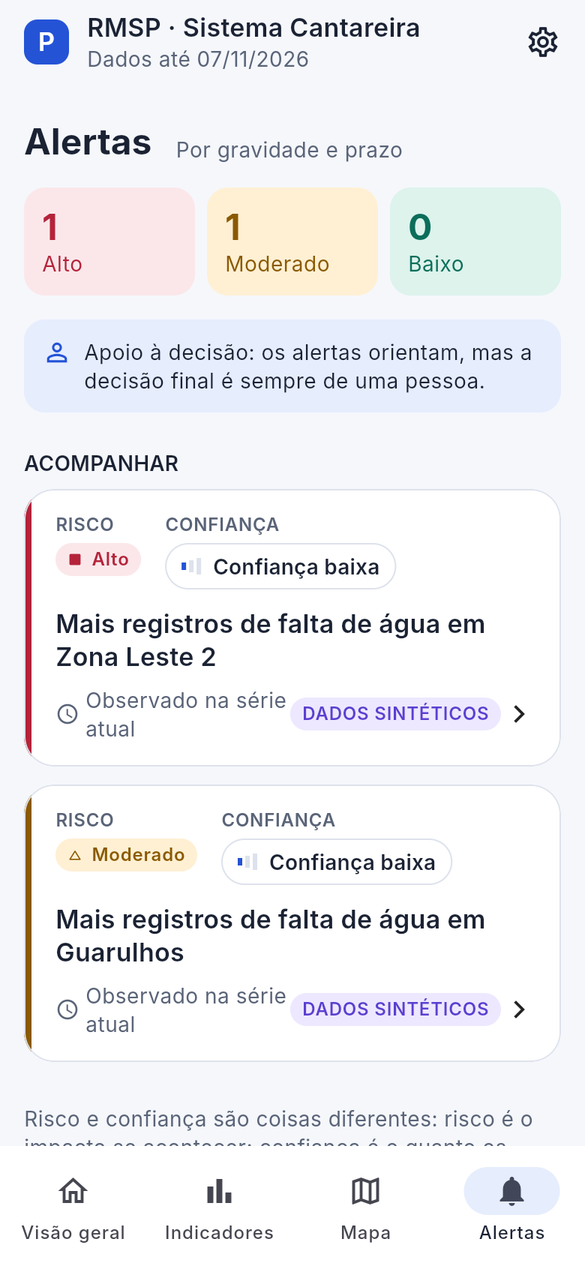 P
RMSP · Sistema Cantareira
Dados até 07/11/2026
Alertas
Por gravidade e prazo
1
Alto
1
Moderado
0
Baixo
Apoio à decisão: os alertas orientam, mas a
decisão final é sempre de uma pessoa.
ACOMPANHAR
RISCO
CONFIANÇA
Alto
Confiança baixa
Mais registros de falta de água em
Zona Leste 2
Observado na série
atual
DADOS SINTÉTICOS
RISCO
CONFIANÇA
Moderado
Confiança baixa
Mais registros de falta de água em
Guarulhos
Observado na série
atual
DADOS SINTÉTICOS
Risco e confiança são coisas diferentes: risco é o
Visão geral
Indicadores
Mapa
Alertas